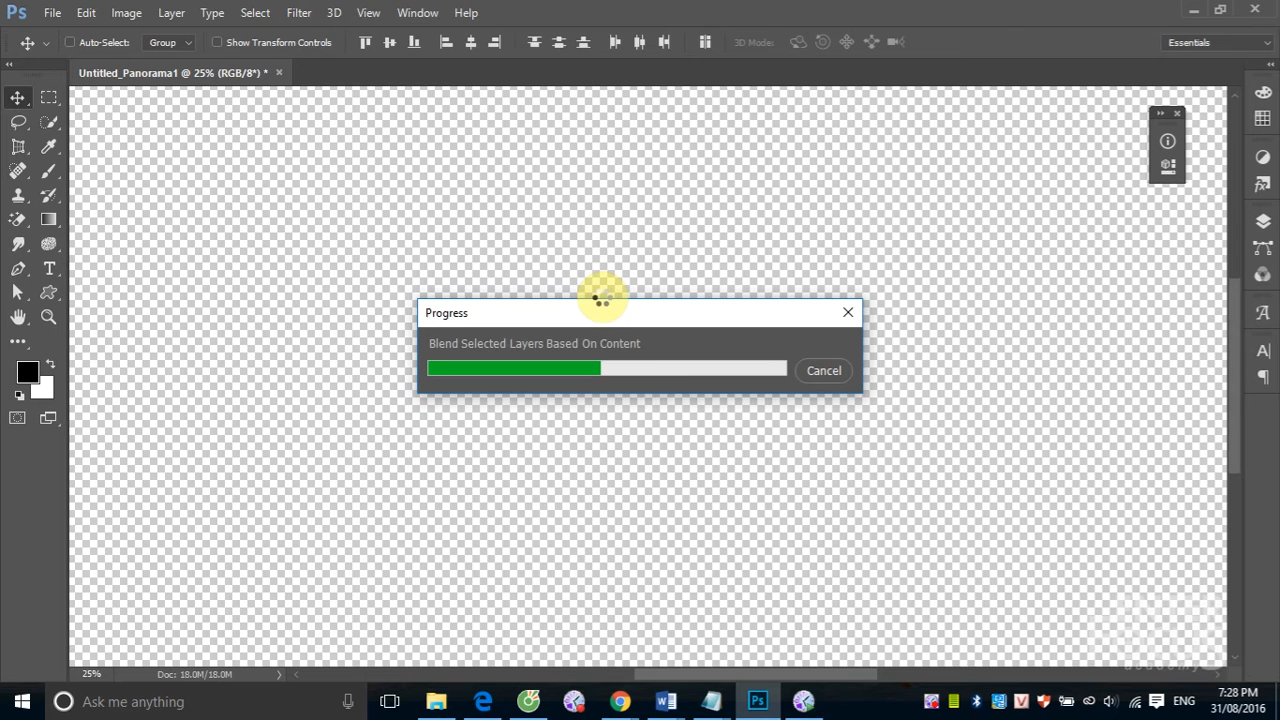 Ps File Edit Image Layer Type Select Filter 3D View Window Help
Auto-Select: Group Show Transform Controls 3D Mode: Essentials
Untitled_Panorama1 @ 25% (RGB/8*) *
Progress
Blend Selected Layers Based On Content
Cancel
25% Doc: 18.0M/18.0M
Ask me anything
ENG
7:28 PM
31/08/2016